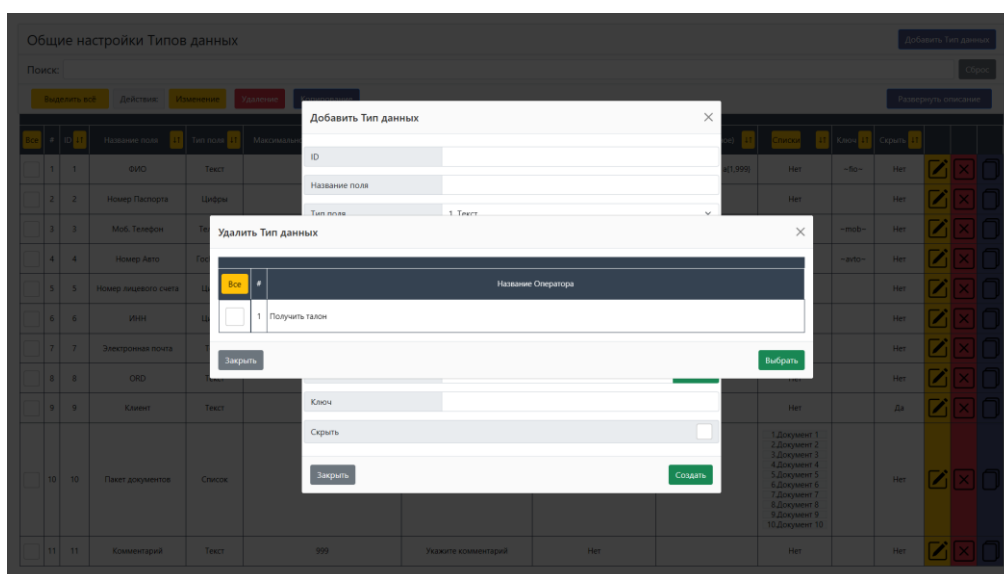 Общие настройки Типов данных
Добавить Тип данных
Поиск:
Сброс
Выделить всё Действия: Изменение Удаление
Развернуть описание
Добавить Тип данных
ID
Название поля
Тип поля 1. Текст
Удалить Тип данных
Все # Название Оператора
1 Получить талон
Закрыть Выбрать
Ключ
Скрыть
Закрыть Создать
Все # ID Название поля Тип поля Списки Ключ Скрыть
1 1 ФИО Текст Нет ~fio~ Нет
2 2 Номер Паспорта Цифры Нет Нет
3 3 Моб. Телефон ~mob~ Нет
4 4 Номер Авто ~avto~ Нет
5 5 Номер лицевого счета Нет Нет
6 6 ИНН Нет Нет
7 7 Электронная почта Нет Нет
8 8 ORD Текст Нет Нет
9 9 Клиент Текст Нет Да
10 10 Пакет документов Список Нет
1.Документ 1
2.Документ 2
3.Документ 3
4.Документ 4
5.Документ 5
6.Документ 6
7.Документ 7
8.Документ 8
9.Документ 9
10.Документ 10
11 11 Комментарий Текст 999 Укажите комментарий Нет Нет Нет